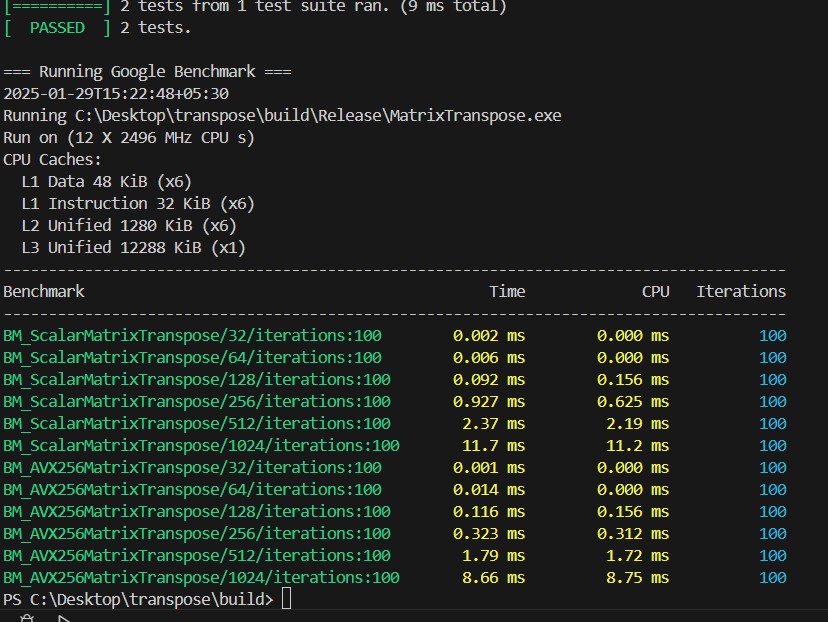 [==========] 2 tests from 1 test suite ran. (9 ms total)
[  PASSED  ] 2 tests.
=== Running Google Benchmark ===
2025-01-29T15:22:48+05:30
Running C:\Desktop\transpose\build\Release\MatrixTranspose.exe
Run on (12 X 2496 MHz CPU s)
CPU Caches:
  L1 Data 48 KiB (x6)
  L1 Instruction 32 KiB (x6)
  L2 Unified 1280 KiB (x6)
  L3 Unified 12288 KiB (x1)
---------------------------------------------------------------------------------------
Benchmark                                             Time             CPU   Iterations
---------------------------------------------------------------------------------------
BM_ScalarMatrixTranspose/32/iterations:100        0.002 ms        0.000 ms          100
BM_ScalarMatrixTranspose/64/iterations:100        0.006 ms        0.000 ms          100
BM_ScalarMatrixTranspose/128/iterations:100       0.092 ms        0.156 ms          100
BM_ScalarMatrixTranspose/256/iterations:100       0.927 ms        0.625 ms          100
BM_ScalarMatrixTranspose/512/iterations:100        2.37 ms         2.19 ms          100
BM_ScalarMatrixTranspose/1024/iterations:100       11.7 ms         11.2 ms          100
BM_AVX256MatrixTranspose/32/iterations:100        0.001 ms        0.000 ms          100
BM_AVX256MatrixTranspose/64/iterations:100        0.014 ms        0.000 ms          100
BM_AVX256MatrixTranspose/128/iterations:100       0.116 ms        0.156 ms          100
BM_AVX256MatrixTranspose/256/iterations:100       0.323 ms        0.312 ms          100
BM_AVX256MatrixTranspose/512/iterations:100        1.79 ms         1.72 ms          100
BM_AVX256MatrixTranspose/1024/iterations:100       8.66 ms         8.75 ms          100
PS C:\Desktop\transpose\build>